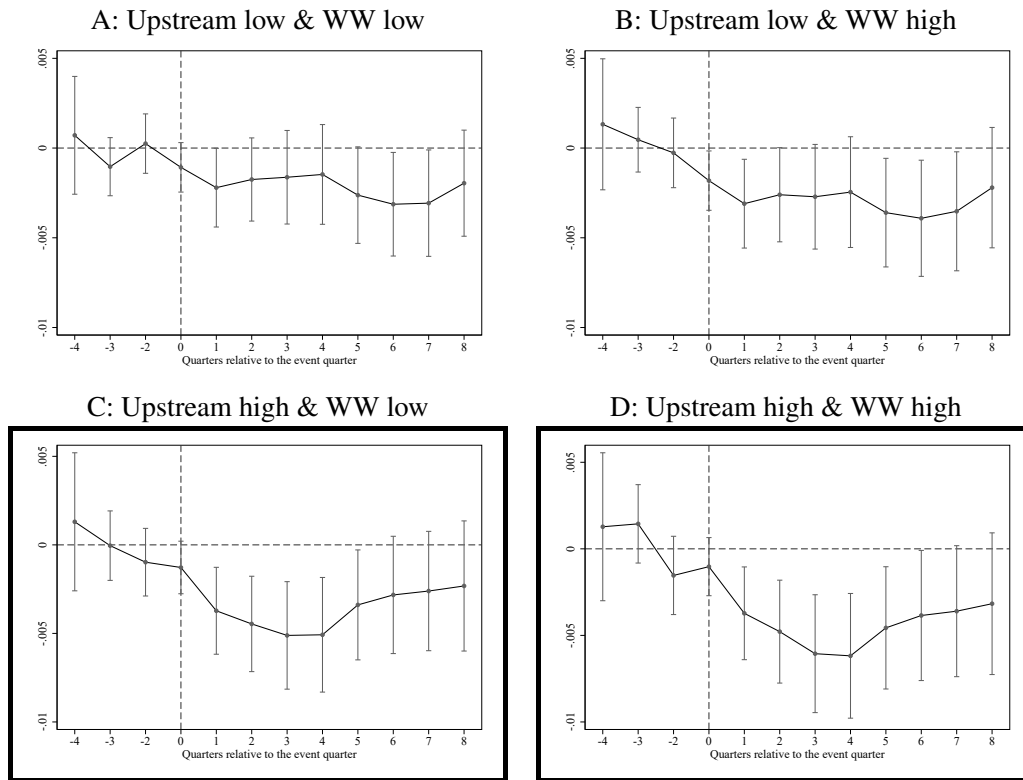 A: Upstream low & WW low
.005
0
-.005
-.01
-4 -3 -2 0 1 2 3 4 5 6 7 8
Quarters relative to the event quarter
B: Upstream low & WW high
.005
0
-.005
-.01
-4 -3 -2 0 1 2 3 4 5 6 7 8
Quarters relative to the event quarter
C: Upstream high & WW low
.005
0
-.005
-.01
-4 -3 -2 0 1 2 3 4 5 6 7 8
Quarters relative to the event quarter
D: Upstream high & WW high
.005
0
-.005
-.01
-4 -3 -2 0 1 2 3 4 5 6 7 8
Quarters relative to the event quarter